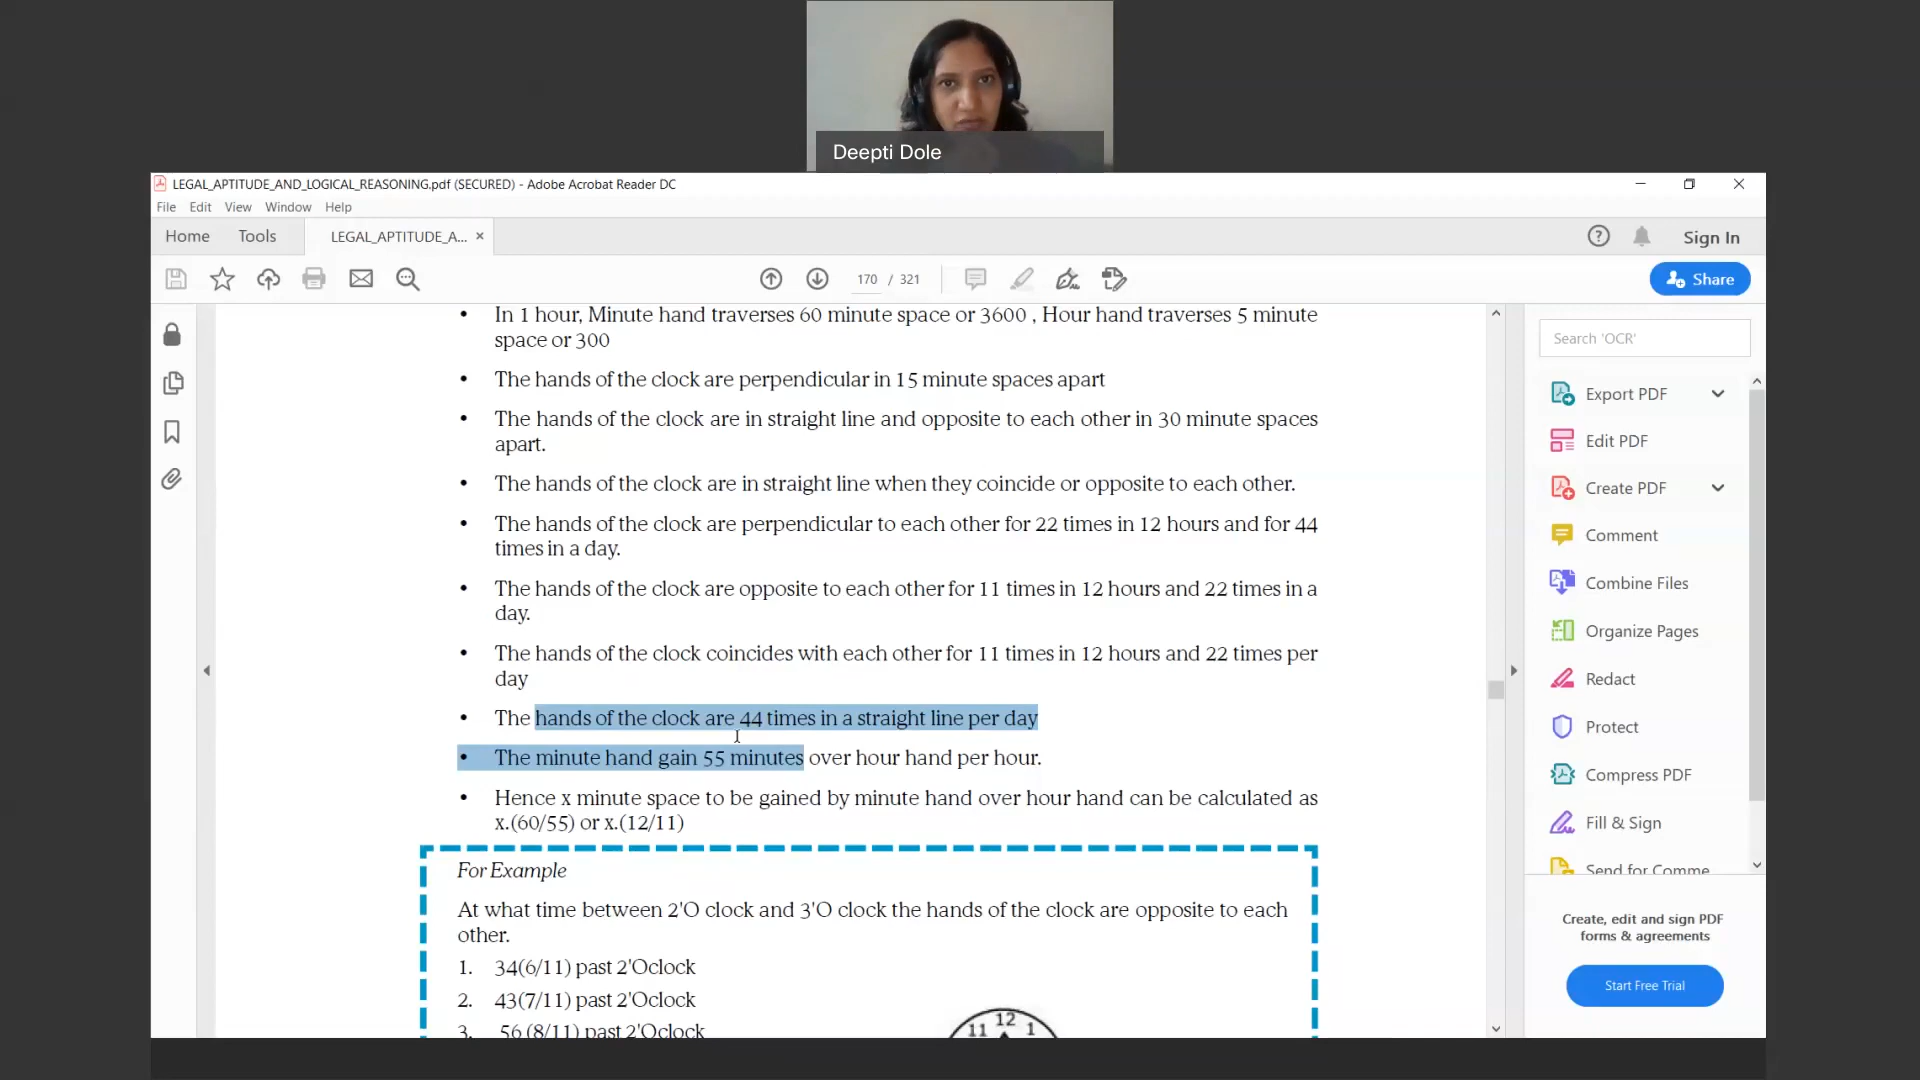 Deepti Dole
LEGAL_APTITUDE_AND_LOGICAL_REASONING.pdf (SECURED) - Adobe Acrobat Reader DC
File Edit View Window Help
Home Tools LEGAL_APTITUDE_A... × Sign In
170 / 321 Share
• In 1 hour, Minute hand traverses 60 minute space or 3600 , Hour hand traverses 5 minute
space or 300
• The hands of the clock are perpendicular in 15 minute spaces apart
• The hands of the clock are in straight line and opposite to each other in 30 minute spaces
apart.
• The hands of the clock are in straight line when they coincide or opposite to each other.
• The hands of the clock are perpendicular to each other for 22 times in 12 hours and for 44
times in a day.
• The hands of the clock are opposite to each other for 11 times in 12 hours and 22 times in a
day.
• The hands of the clock coincides with each other for 11 times in 12 hours and 22 times per
day
• The hands of the clock are 44 times in a straight line per day
• The minute hand gain 55 minutes over hour hand per hour.
• Hence x minute space to be gained by minute hand over hour hand can be calculated as
x.(60/55) or x.(12/11)
For Example
At what time between 2'O clock and 3'O clock the hands of the clock are opposite to each
other.
1. 34(6/11) past 2'Oclock
2. 43(7/11) past 2'Oclock
3. 56 (8/11) past 2'Oclock
11 12 1
Search 'OCR'
Export PDF
Edit PDF
Create PDF
Comment
Combine Files
Organize Pages
Redact
Protect
Compress PDF
Fill & Sign
Send for Comme
Create, edit and sign PDF
forms & agreements
Start Free Trial